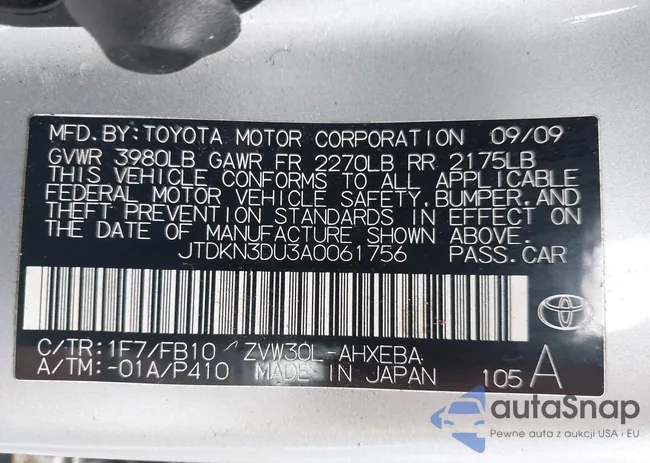 MFD.BY:TOYOTA MOTOR CORPORATION 09/09
GVWR 3980LB GAWR FR 2270LB RR 2175LB
THIS VEHICLE CONFORMS TO ALL APPLICABLE
FEDERAL MOTOR VEHICLE SAFETY,BUMPER,AND
THEFT PREVENTION STANDARDS IN EFFECT ON
THE DATE OF MANUFACTURE SHOWN ABOVE.
JTDKN3DU3A0061756 PASS.CAR
C/TR:1F7/FB10 ZVW30L-AHXEBA
A/TM:-01A/P410 MADE IN JAPAN 105 A
autaSnap
Pewne auta z aukcji USA i EU